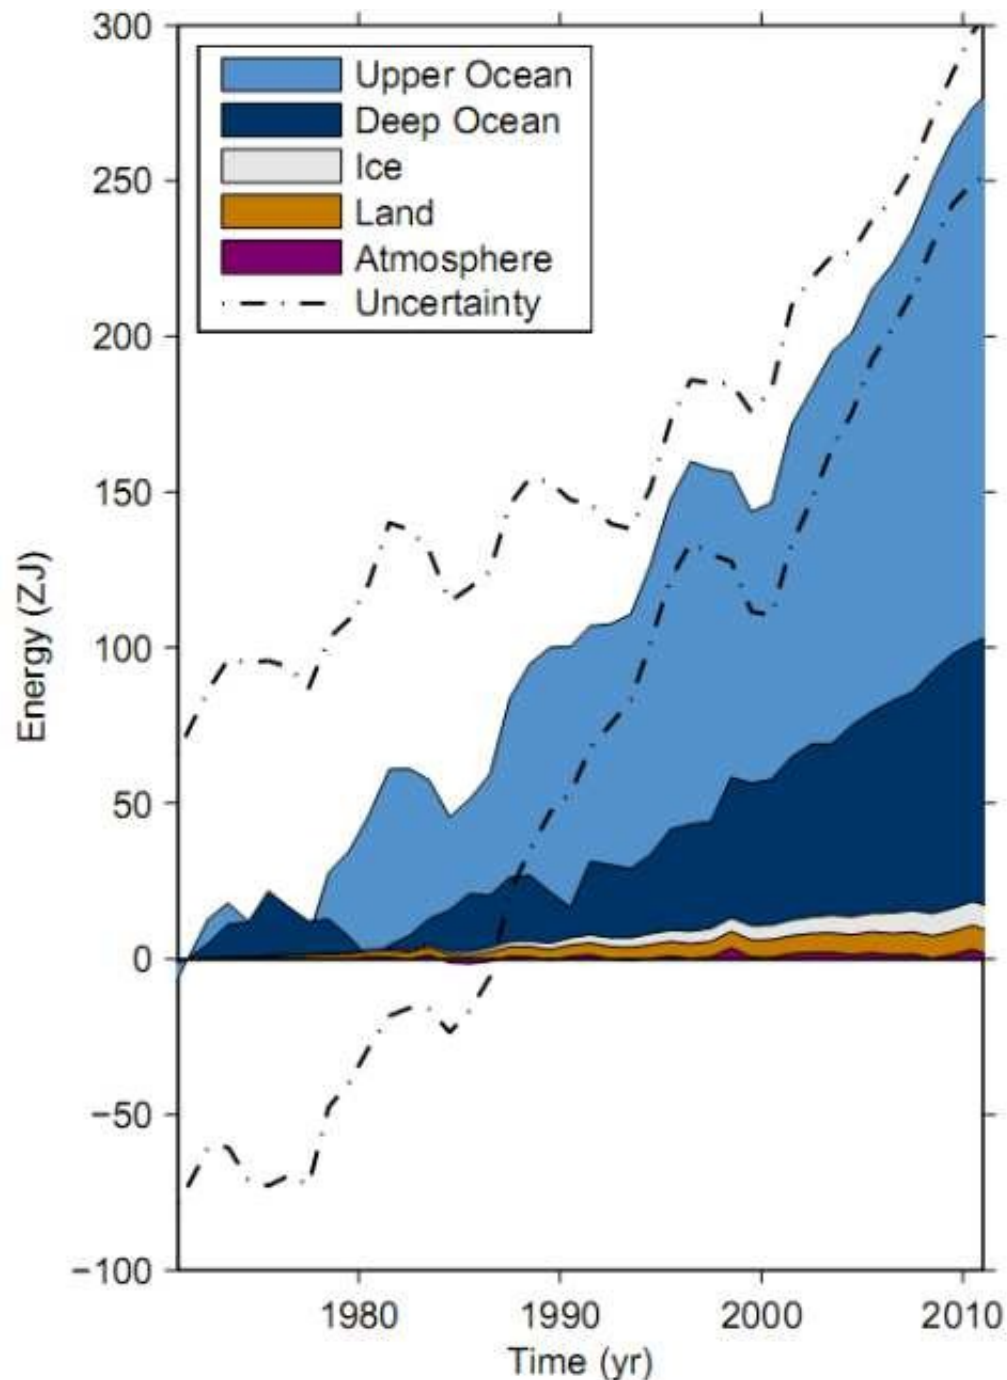 300
250
200
150
100
50
0
−50
−100
Energy (ZJ)
Upper Ocean
Deep Ocean
Ice
Land
Atmosphere
Uncertainty
1980 1990 2000 2010
Time (yr)